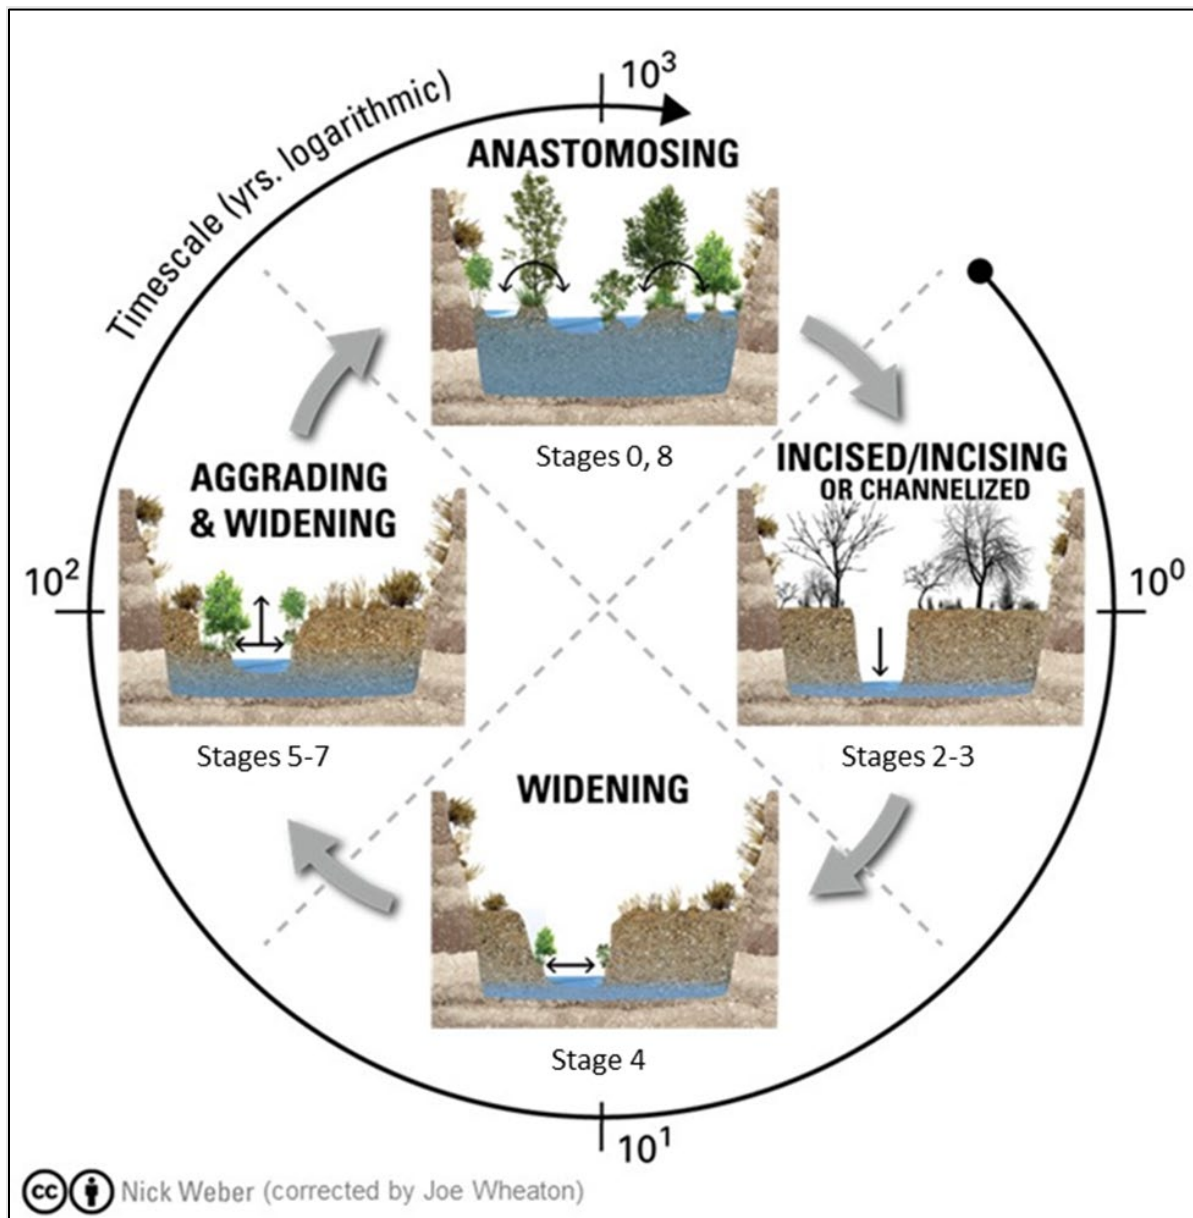 Timescale (yrs. logarithmic)
10³
ANASTOMOSING
Stages 0, 8
INCISED/INCISING
OR CHANNELIZED
10⁰
Stages 2-3
AGGRADING
& WIDENING
10²
Stages 5-7
WIDENING
Stage 4
10¹
cc Nick Weber (corrected by Joe Wheaton)